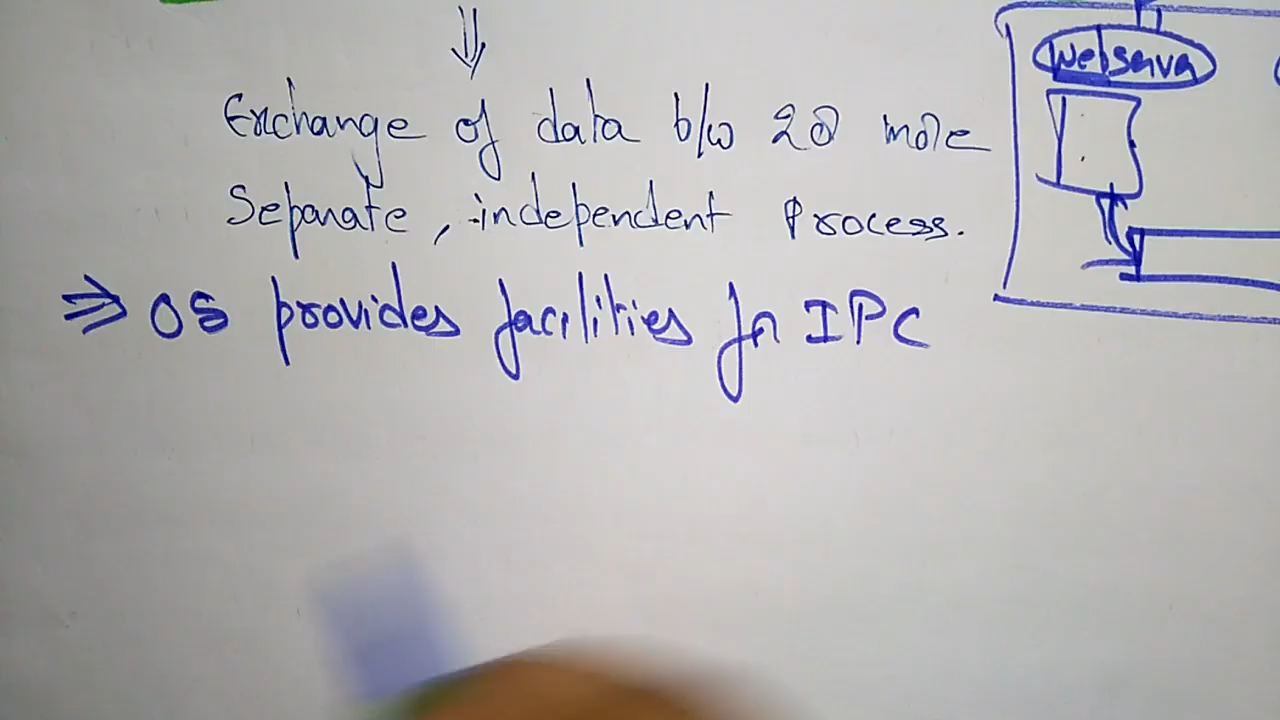 Exchange of data b/w 2 or more
Separate, independent Process.
⇒ OS provides facilities for IPC
Webserver